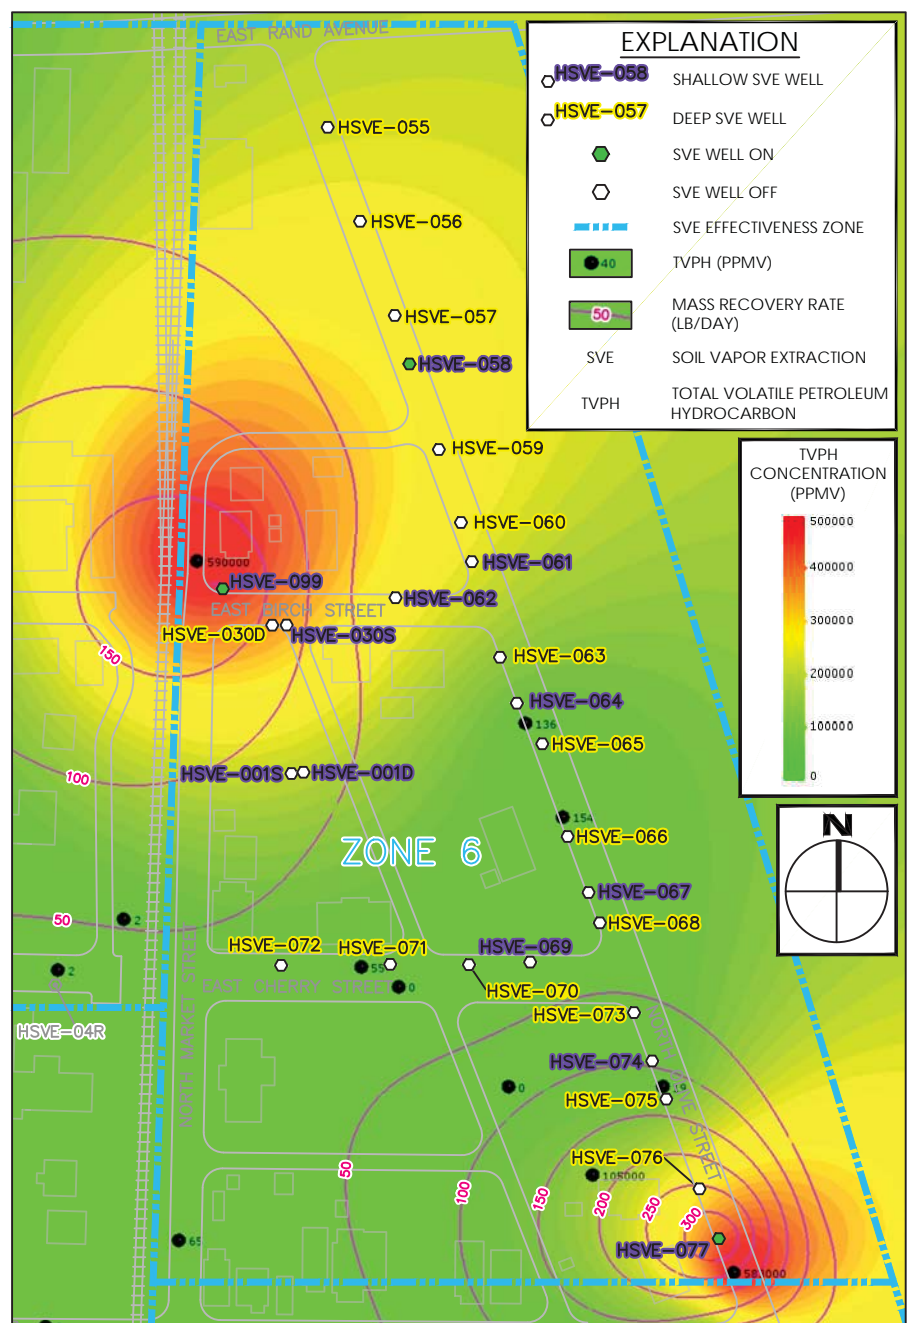 EAST RAND AVENUE
EXPLANATION
HSVE-058 SHALLOW SVE WELL
HSVE-057 DEEP SVE WELL
SVE WELL ON
SVE WELL OFF
SVE EFFECTIVENESS ZONE
40 TVPH (PPMV)
50 MASS RECOVERY RATE
(LB/DAY)
SVE SOIL VAPOR EXTRACTION
TVPH TOTAL VOLATILE PETROLEUM
HYDROCARBON
TVPH
CONCENTRATION
(PPMV)
500000
400000
300000
200000
100000
0
N
HSVE-055
HSVE-056
HSVE-057
HSVE-058
HSVE-059
HSVE-060
HSVE-061
590000
HSVE-099
HSVE-062
EAST BIRCH STREET
HSVE-030D
HSVE-030S
150
HSVE-063
HSVE-064
136
HSVE-065
HSVE-001S
HSVE-001D
100
154
HSVE-066
ZONE 6
HSVE-067
50
2
HSVE-068
HSVE-072
HSVE-071
HSVE-069
2
55
HSVE-070
EAST CHERRY STREET
0
HSVE-073
HSVE-04R
NORTH MARKET STREET
HSVE-074
0
HSVE-075
HSVE-076
50
100
150
200
250
300
105000
HSVE-077
65
587000